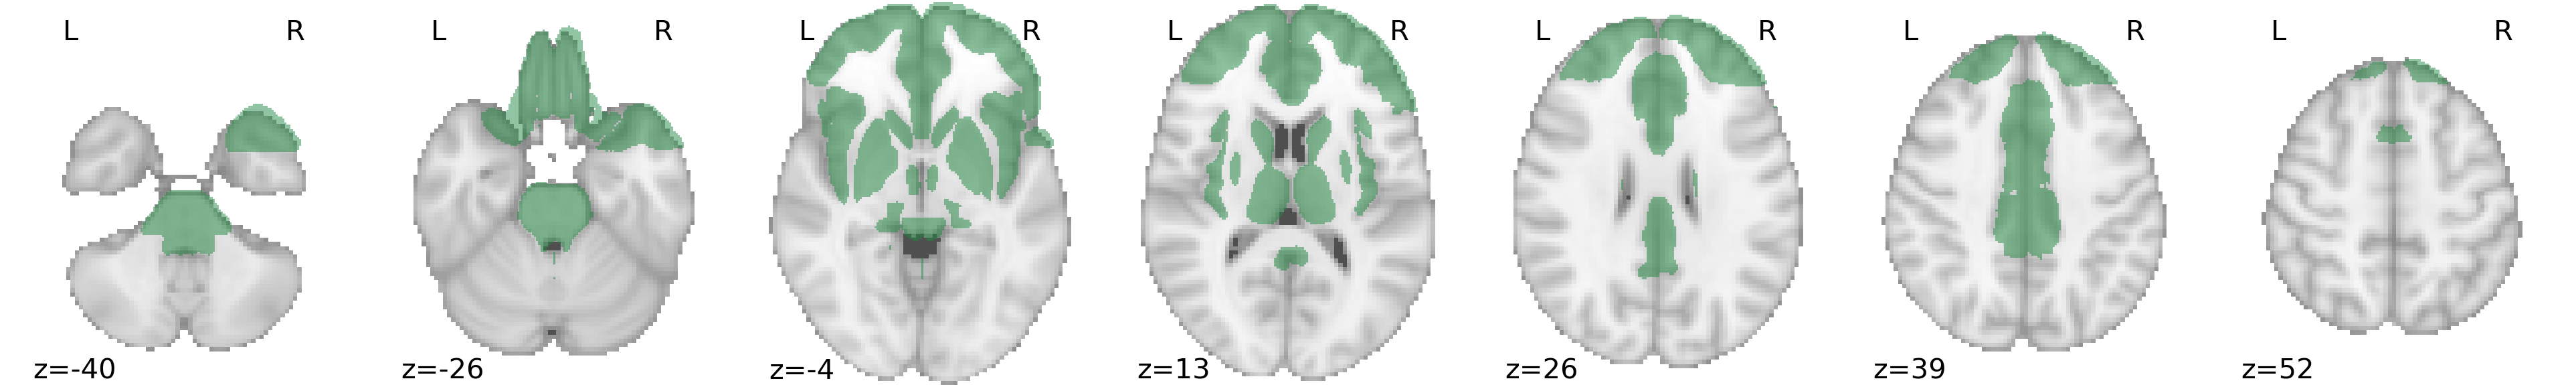 L R L R L R L R L R L R L R
z=-40 z=-26 z=-4 z=13 z=26 z=39 z=52